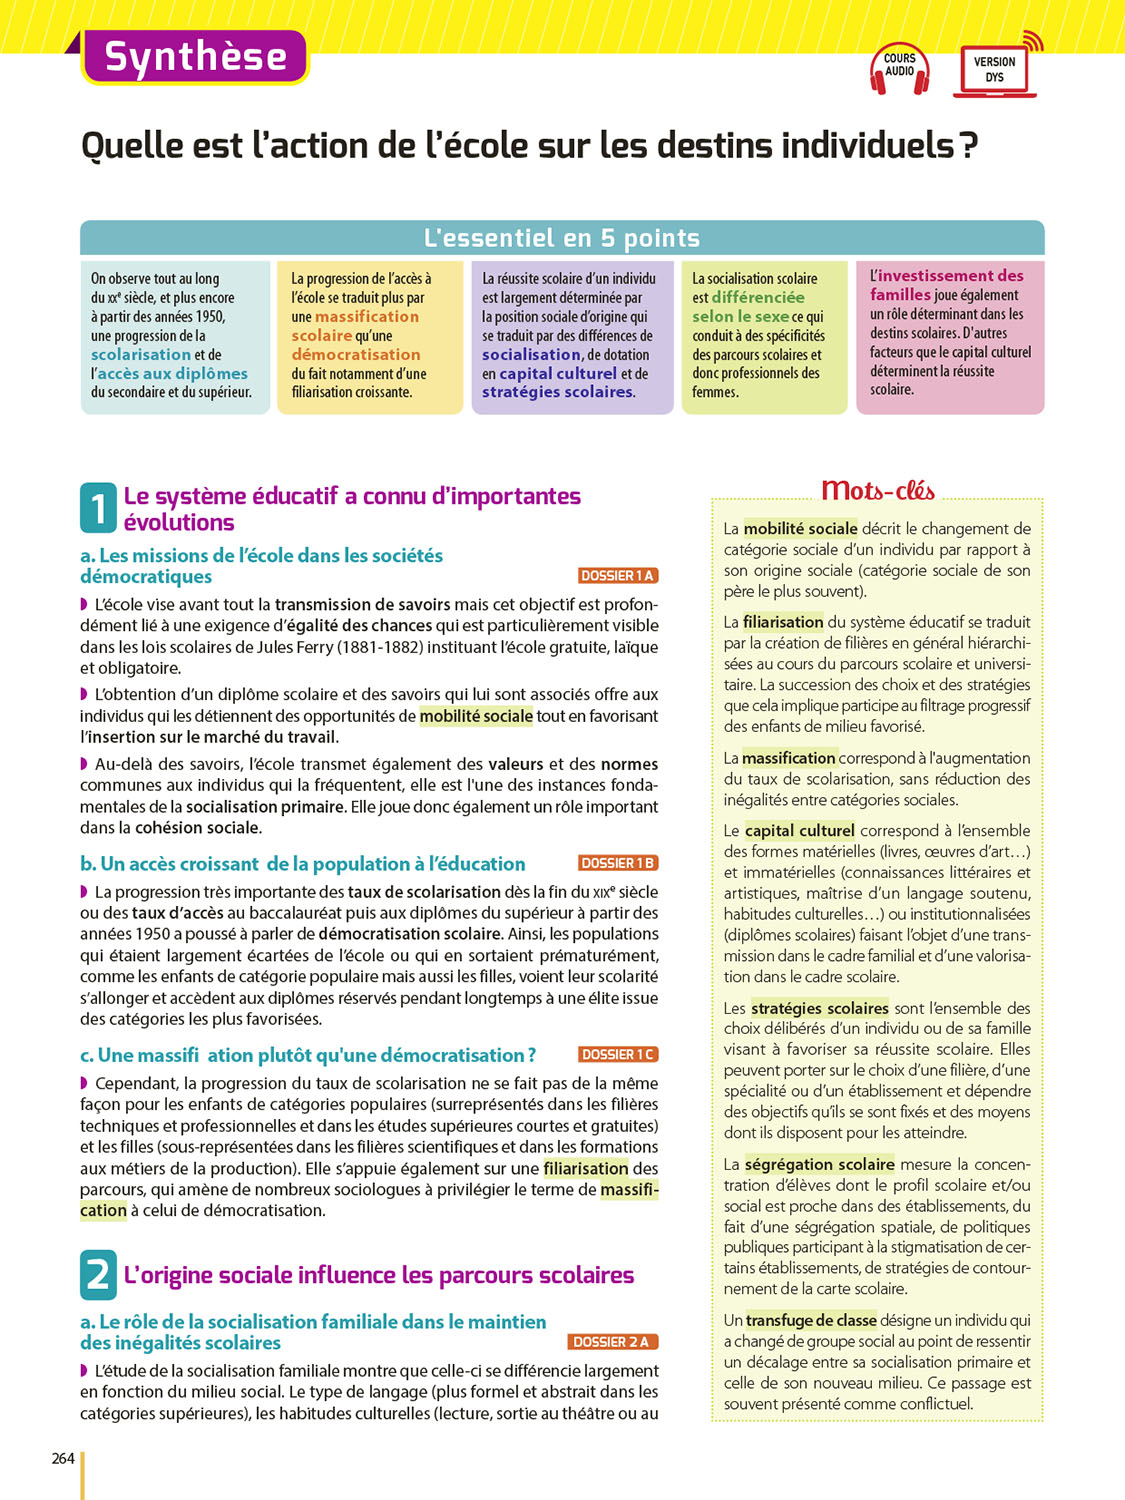 Synthèse
COURS
AUDIO
VERSION
DYS
Quelle est l’action de l’école sur les destins individuels ?
L’essentiel en 5 points
On observe tout au long
du XXe siècle, et plus encore
à partir des années 1950,
une progression de la
scolarisation et de
l’accès aux diplômes
du secondaire et du supérieur.
La progression de l’accès à
l’école se traduit plus par
une massification
scolaire qu’une
démocratisation
du fait notamment d’une
filiarisation croissante.
La réussite scolaire d’un individu
est largement déterminée par
la position sociale d’origine qui
se traduit par des différences de
socialisation, de dotation
en capital culturel et de
stratégies scolaires.
La socialisation scolaire
est différenciée
selon le sexe ce qui
conduit à des spécificités
des parcours scolaires et
donc professionnels des
femmes.
L’investissement des
familles joue également
un rôle déterminant dans les
destins scolaires. D'autres
facteurs que le capital culturel
déterminent la réussite
scolaire.
1 Le système éducatif a connu d’importantes
évolutions
a. Les missions de l’école dans les sociétés
démocratiques DOSSIER 1 A
L’école vise avant tout la transmission de savoirs mais cet objectif est profon-
dément lié à une exigence d’égalité des chances qui est particulièrement visible
dans les lois scolaires de Jules Ferry (1881-1882) instituant l’école gratuite, laïque
et obligatoire.
L’obtention d’un diplôme scolaire et des savoirs qui lui sont associés offre aux
individus qui les détiennent des opportunités de mobilité sociale tout en favorisant
l’insertion sur le marché du travail.
Au-delà des savoirs, l’école transmet également des valeurs et des normes
communes aux individus qui la fréquentent, elle est l'une des instances fonda-
mentales de la socialisation primaire. Elle joue donc également un rôle important
dans la cohésion sociale.
b. Un accès croissant de la population à l’éducation DOSSIER 1 B
La progression très importante des taux de scolarisation dès la fin du XIXe siècle
ou des taux d’accès au baccalauréat puis aux diplômes du supérieur à partir des
années 1950 a poussé à parler de démocratisation scolaire. Ainsi, les populations
qui étaient largement écartées de l’école ou qui en sortaient prématurément,
comme les enfants de catégorie populaire mais aussi les filles, voient leur scolarité
s’allonger et accèdent aux diplômes réservés pendant longtemps à une élite issue
des catégories les plus favorisées.
c. Une massifi ation plutôt qu'une démocratisation ? DOSSIER 1 C
Cependant, la progression du taux de scolarisation ne se fait pas de la même
façon pour les enfants de catégories populaires (surreprésentés dans les filières
techniques et professionnelles et dans les études supérieures courtes et gratuites)
et les filles (sous-représentées dans les filières scientifiques et dans les formations
aux métiers de la production). Elle s’appuie également sur une filiarisation des
parcours, qui amène de nombreux sociologues à privilégier le terme de massifi-
cation à celui de démocratisation.
2 L’origine sociale influence les parcours scolaires
a. Le rôle de la socialisation familiale dans le maintien
des inégalités scolaires DOSSIER 2 A
L’étude de la socialisation familiale montre que celle-ci se différencie largement
en fonction du milieu social. Le type de langage (plus formel et abstrait dans les
catégories supérieures), les habitudes culturelles (lecture, sortie au théâtre ou au
Mots-clés
La mobilité sociale décrit le changement de
catégorie sociale d’un individu par rapport à
son origine sociale (catégorie sociale de son
père le plus souvent).
La filiarisation du système éducatif se traduit
par la création de filières en général hiérarchi-
sées au cours du parcours scolaire et universi-
taire. La succession des choix et des stratégies
que cela implique participe au filtrage progressif
des enfants de milieu favorisé.
La massification correspond à l'augmentation
du taux de scolarisation, sans réduction des
inégalités entre catégories sociales.
Le capital culturel correspond à l’ensemble
des formes matérielles (livres, œuvres d’art…)
et immatérielles (connaissances littéraires et
artistiques, maîtrise d’un langage soutenu,
habitudes culturelles…) ou institutionnalisées
(diplômes scolaires) faisant l’objet d’une trans-
mission dans le cadre familial et d’une valorisa-
tion dans le cadre scolaire.
Les stratégies scolaires sont l’ensemble des
choix délibérés d’un individu ou de sa famille
visant à favoriser sa réussite scolaire. Elles
peuvent porter sur le choix d’une filière, d’une
spécialité ou d’un établissement et dépendre
des objectifs qu’ils se sont fixés et des moyens
dont ils disposent pour les atteindre.
La ségrégation scolaire mesure la concen-
tration d’élèves dont le profil scolaire et/ou
social est proche dans des établissements, du
fait d’une ségrégation spatiale, de politiques
publiques participant à la stigmatisation de cer-
tains établissements, de stratégies de contour-
nement de la carte scolaire.
Un transfuge de classe désigne un individu qui
a changé de groupe social au point de ressentir
un décalage entre sa socialisation primaire et
celle de son nouveau milieu. Ce passage est
souvent présenté comme conflictuel.
264